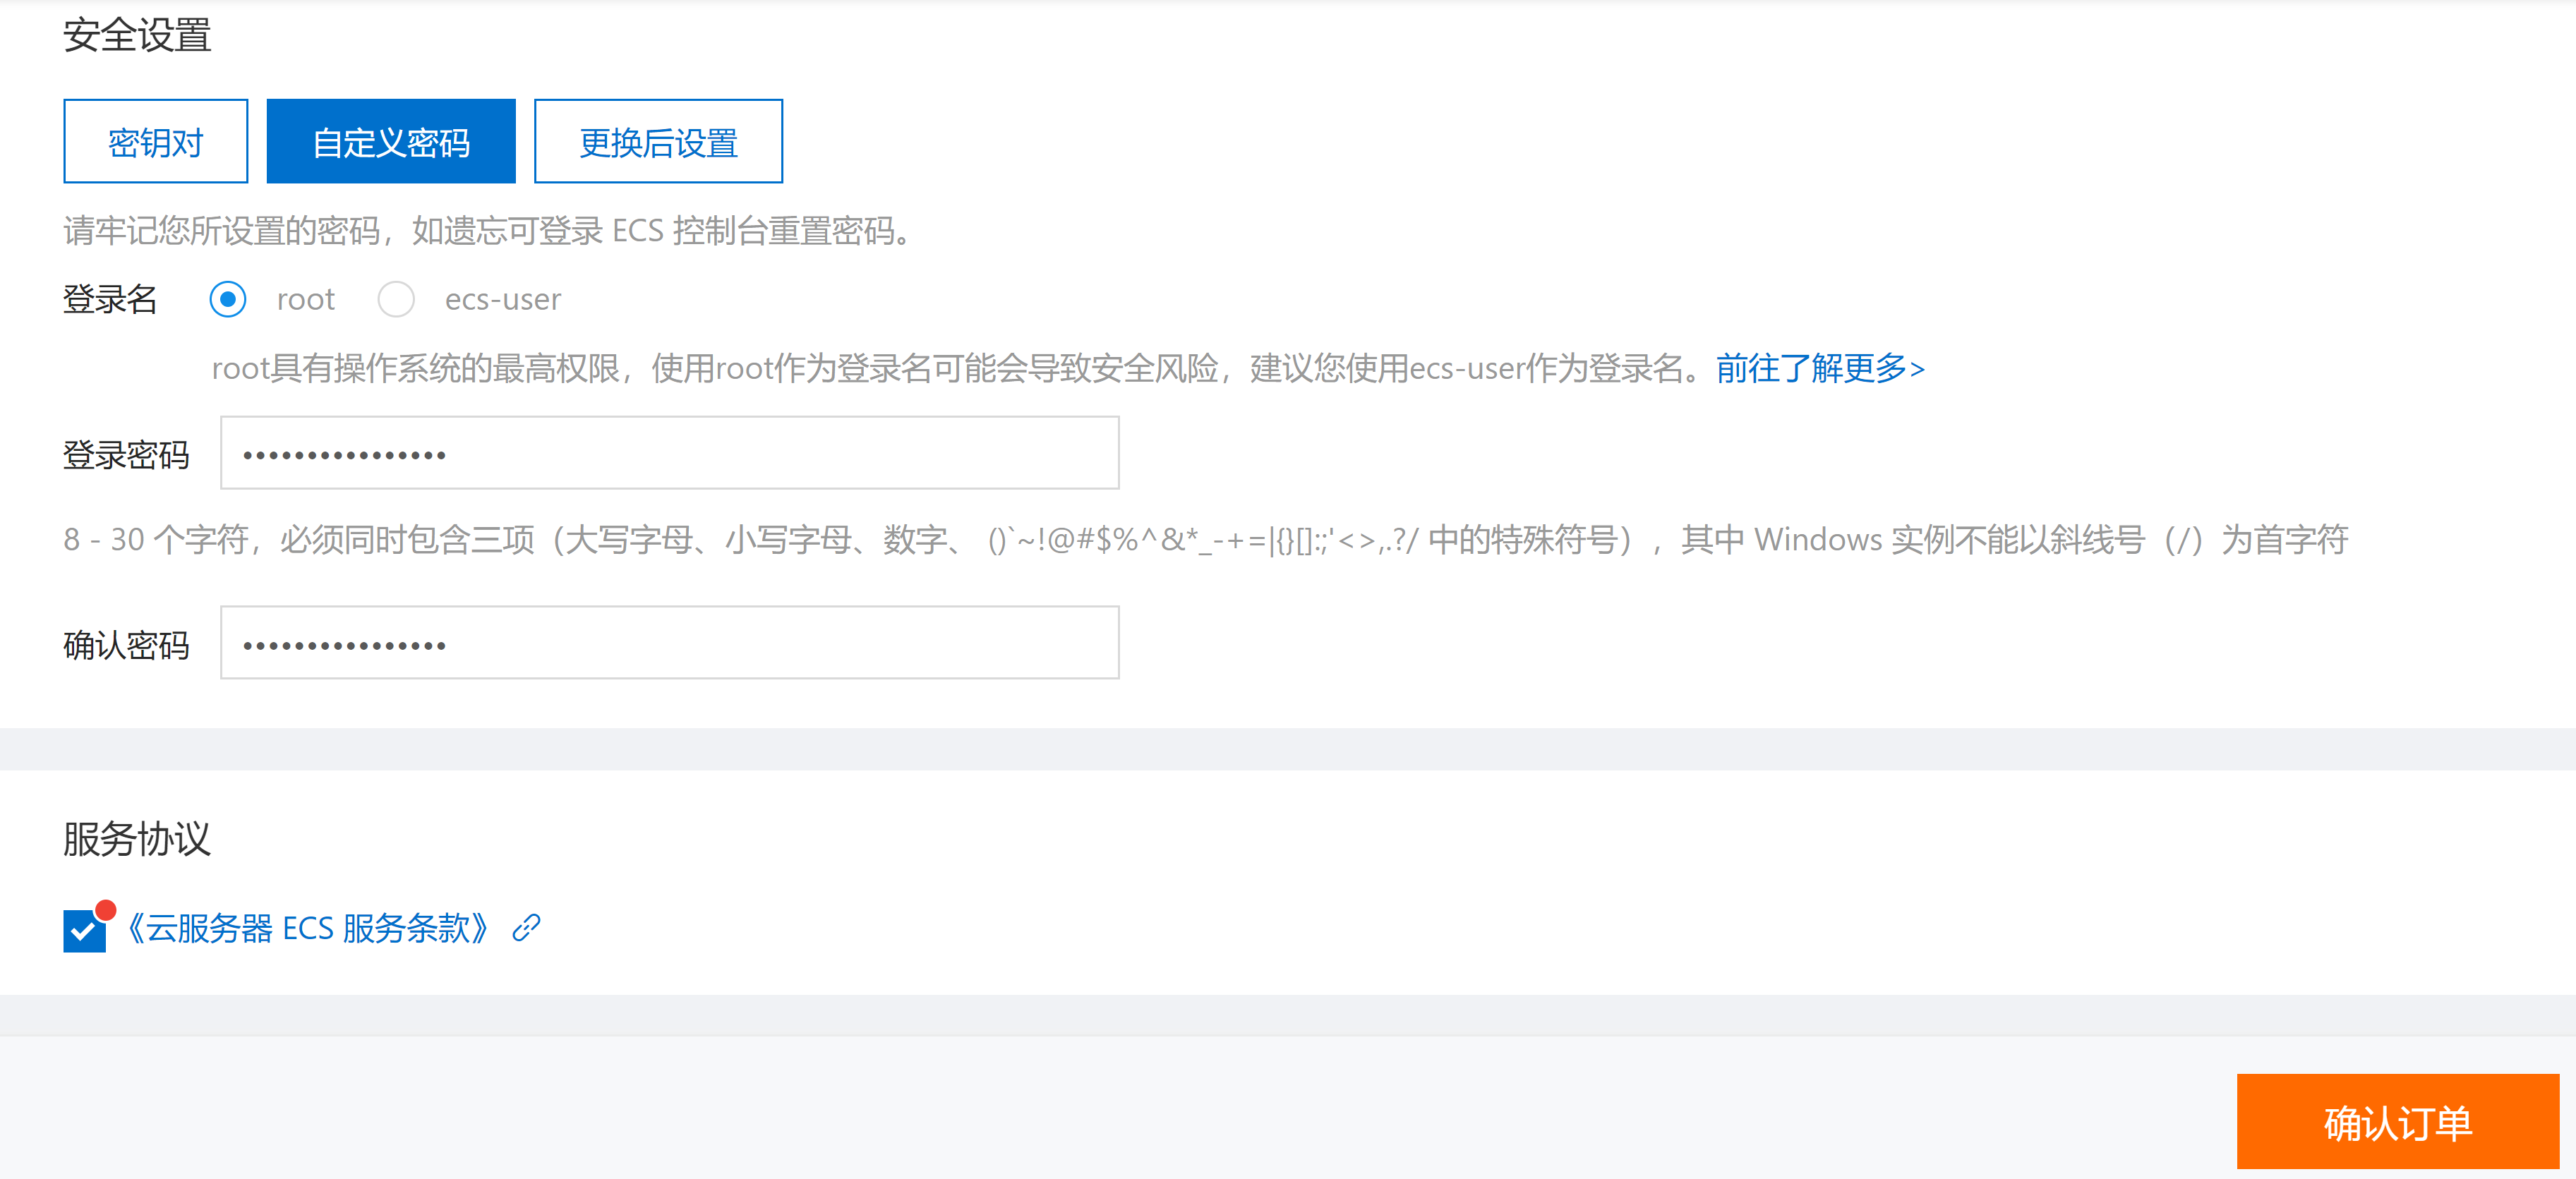 安全设置
密钥对 自定义密码 更换后设置
请牢记您所设置的密码，如遗忘可登录 ECS 控制台重置密码。
登录名 root ecs-user
root具有操作系统的最高权限，使用root作为登录名可能会导致安全风险，建议您使用ecs-user作为登录名。前往了解更多>
登录密码 ••••••••••••••••
8 - 30 个字符，必须同时包含三项（大写字母、小写字母、数字、 ()`~!@#$%^&*_-+=|{}[]:;'<>,.?/ 中的特殊符号），其中 Windows 实例不能以斜线号（/）为首字符
确认密码 ••••••••••••••••
服务协议
《云服务器 ECS 服务条款》
确认订单